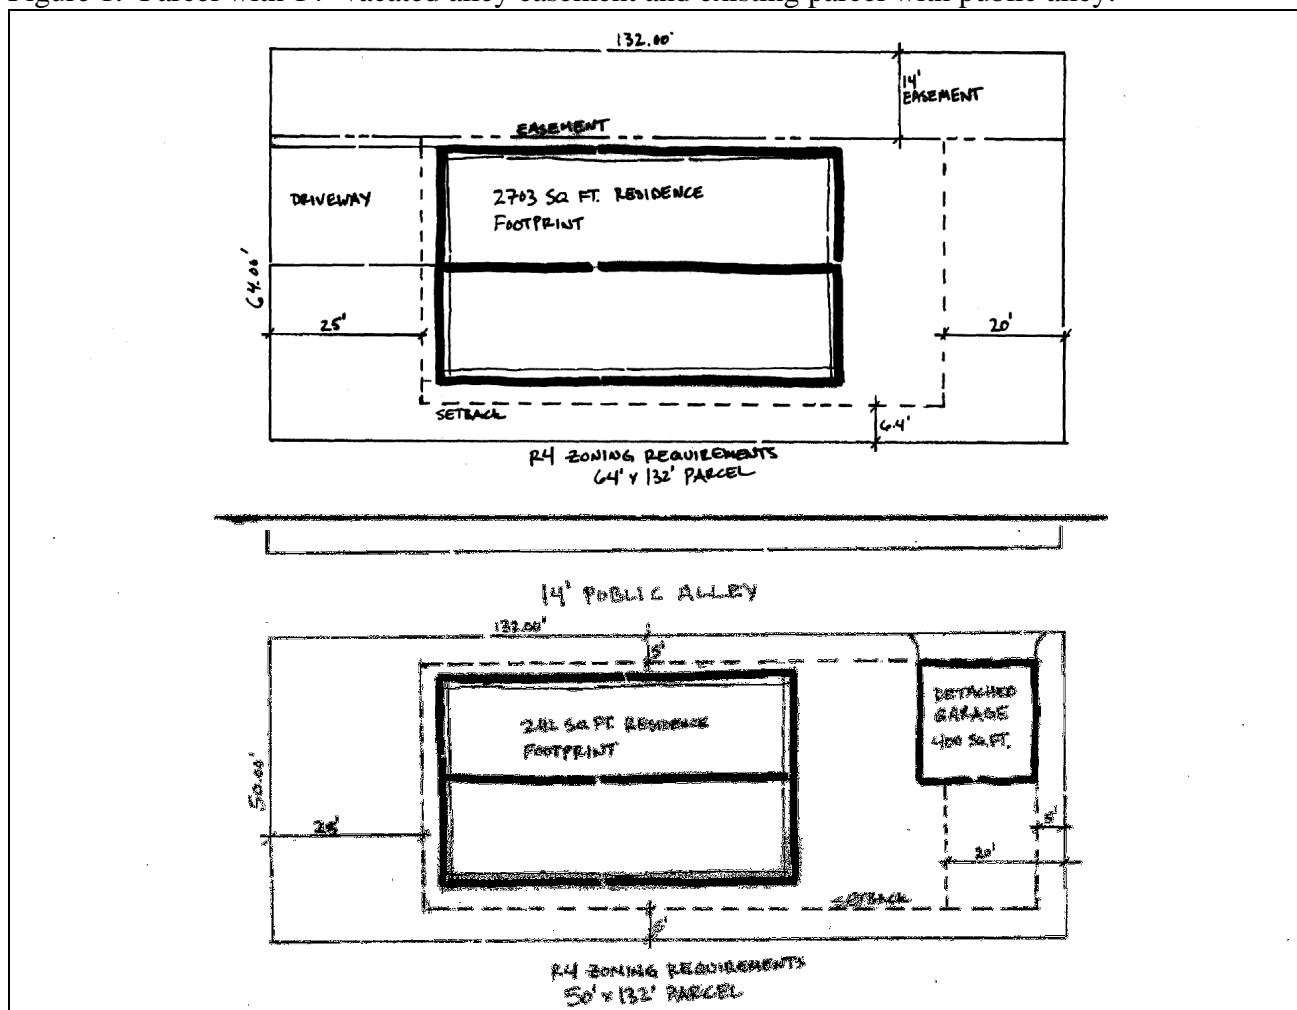 Figure 1: Parcel with 14' vacated alley easement and existing parcel with public alley.
132.00'
14'
EASEMENT
EASEMENT
DRIVEWAY
2703 SQ FT. RESIDENCE
FOOTPRINT
64.00'
25'
20'
SETBACK
6.4'
R4 ZONING REQUIREMENTS
64' x 132' PARCEL
14' PUBLIC ALLEY
132.00'
5'
DETACHED
GARAGE
400 SQ.FT.
SQ FT. RESIDENCE
FOOTPRINT
50.00'
25'
20'
SETBACK
5'
R4 ZONING REQUIREMENTS
50' x 132' PARCEL